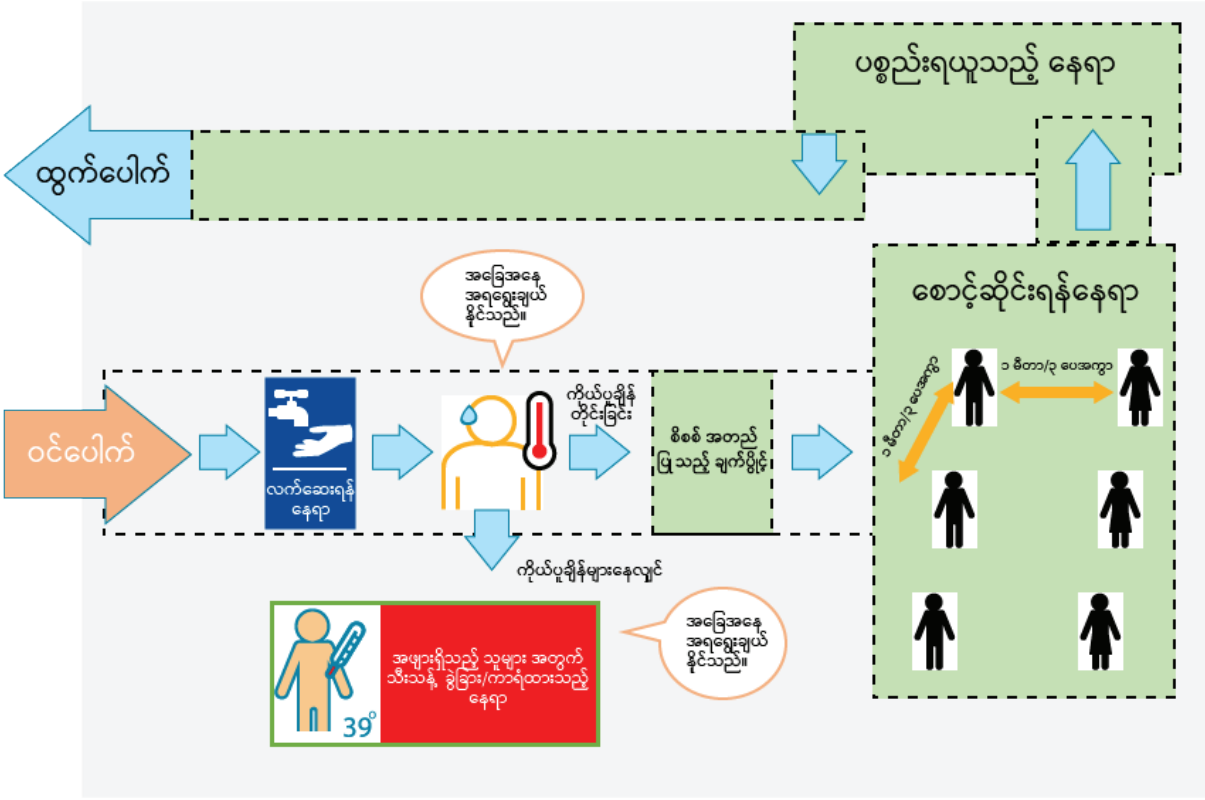 ပစ္စည်းရယူသည့် နေရာ
ထွက်ပေါက်
အခြေအနေ
အရရွေးချယ်
နိုင်သည်။
စောင့်ဆိုင်းရန်နေရာ
၁ မီတာ/၃ ပေအကွာ
၁ မီတာ/၃ ပေအကွာ
ဝင်ပေါက်
လက်ဆေးရန်
နေရာ
ကိုယ်ပူချိန်
တိုင်းခြင်း
စိစစ် အတည်
ပြုသည့် ချက်ပွိုင့်
ကိုယ်ပူချိန်များနေလျှင်
39°
အဖျားရှိသည့် သူများ အတွက်
သီးသန့် ခွဲခြား/ကာရံထားသည့်
နေရာ
အခြေအနေ
အရရွေးချယ်
နိုင်သည်။